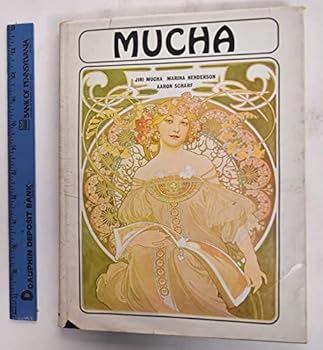 MUCHA
JIRI MUCHA MARINA HENDERSON
AARON SCHARF
BANK OF PENNSYLVANIA
DAUPHIN DEPOSIT BANK